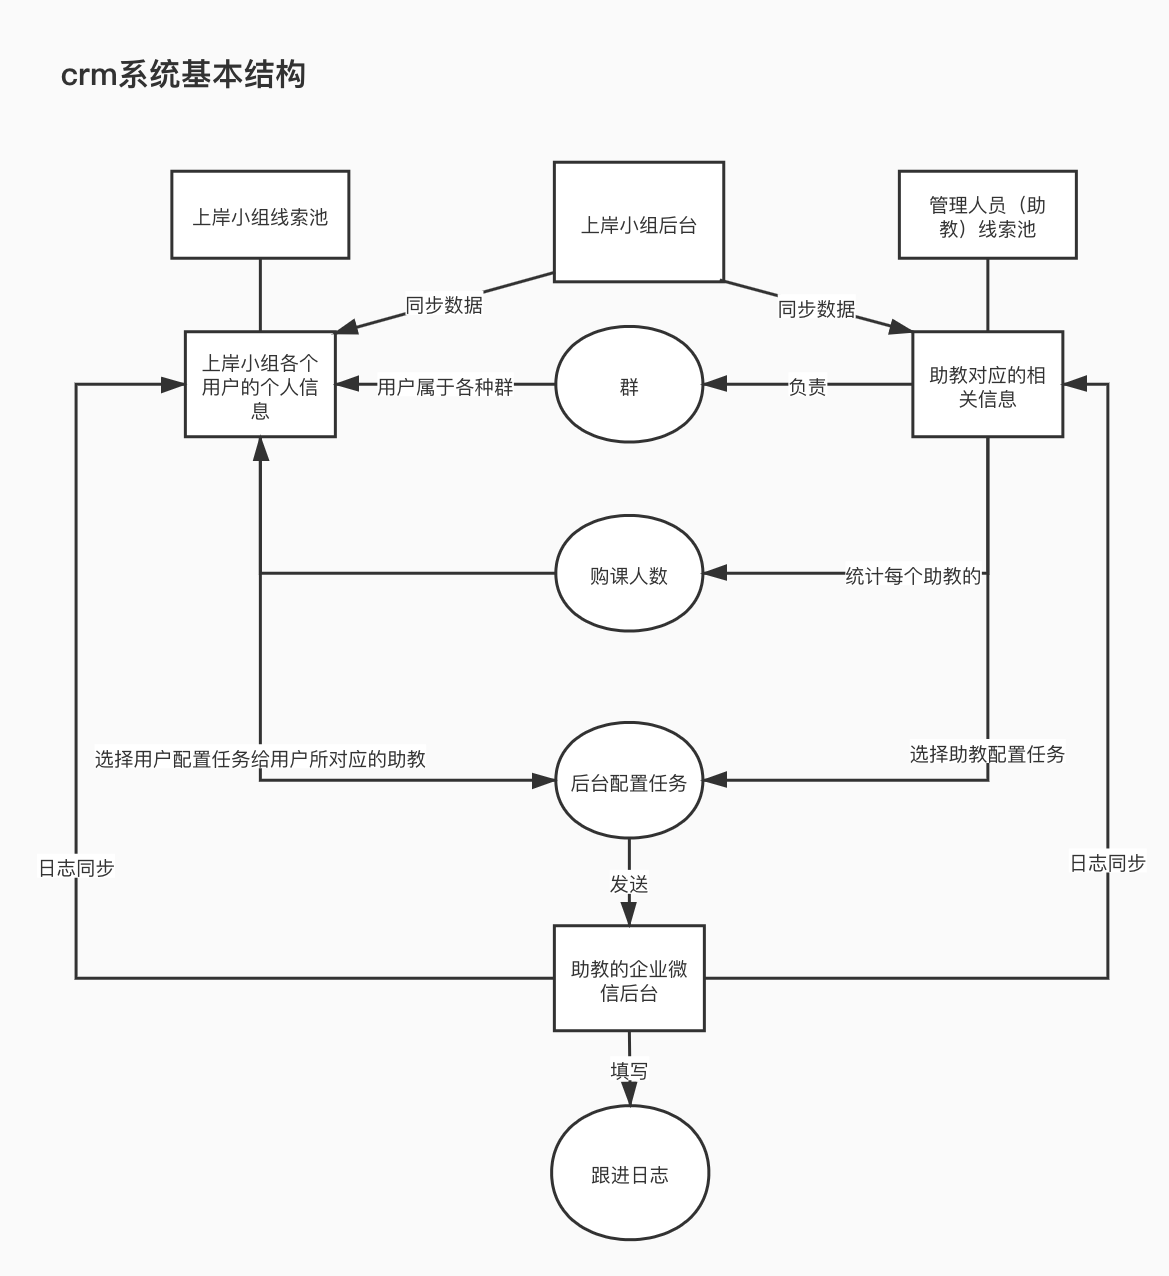 crm系统基本结构
上岸小组线索池
上岸小组后台
管理人员（助
教）线索池
同步数据
同步数据
上岸小组各个
用户的个人信
息
用户属于各种群
群
负责
助教对应的相
关信息
购课人数
统计每个助教的
选择用户配置任务给用户所对应的助教
后台配置任务
选择助教配置任务
日志同步
发送
日志同步
助教的企业微
信后台
填写
跟进日志